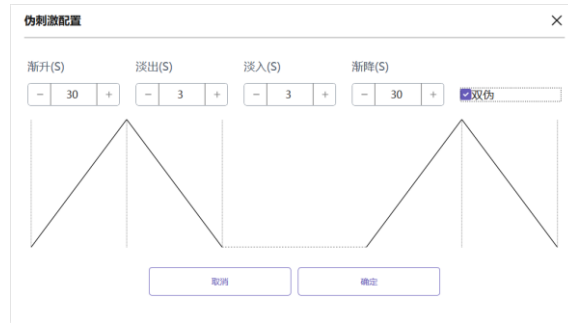 伪刺激配置
渐升(S) 淡出(S) 淡入(S) 渐降(S)
− 30 + − 3 + − 3 + − 30 + 双伪
取消 确定